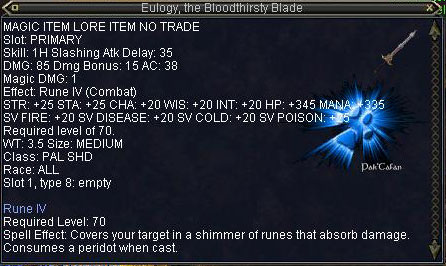 Eulogy, the Bloodthirsty Blade
MAGIC ITEM LORE ITEM NO TRADE
Slot: PRIMARY
Skill: 1H Slashing Atk Delay: 35
DMG: 85 Dmg Bonus: 15 AC: 38
Magic DMG: 1
Effect: Rune IV (Combat)
STR: +25 STA: +25 CHA: +20 WIS: +20 INT: +20 HP: +345 MANA: +335
SV FIRE: +20 SV DISEASE: +20 SV COLD: +20 SV POISON: +25
Required level of 70.
WT: 3.5 Size: MEDIUM
Class: PAL SHD
Race: ALL
Slot 1, type 8: empty
Pah'Cafan
Rune IV
Required Level: 70
Spell Effect: Covers your target in a shimmer of runes that absorb damage.
Consumes a peridot when cast.